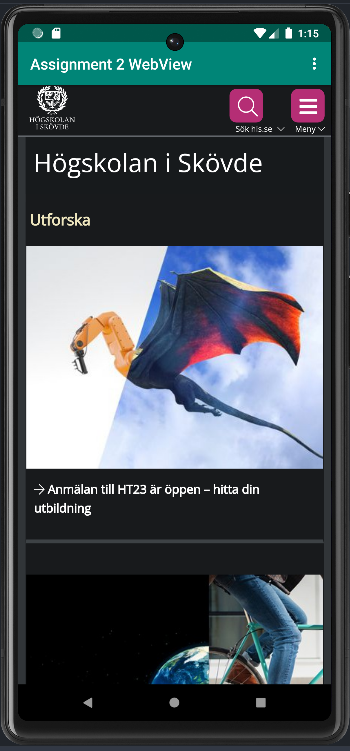 1:15
Assignment 2 WebView
HÖGSKOLAN
I SKÖVDE
Sök his.se
Meny
Högskolan i Skövde
Utforska
→ Anmälan till HT23 är öppen – hitta din
utbildning